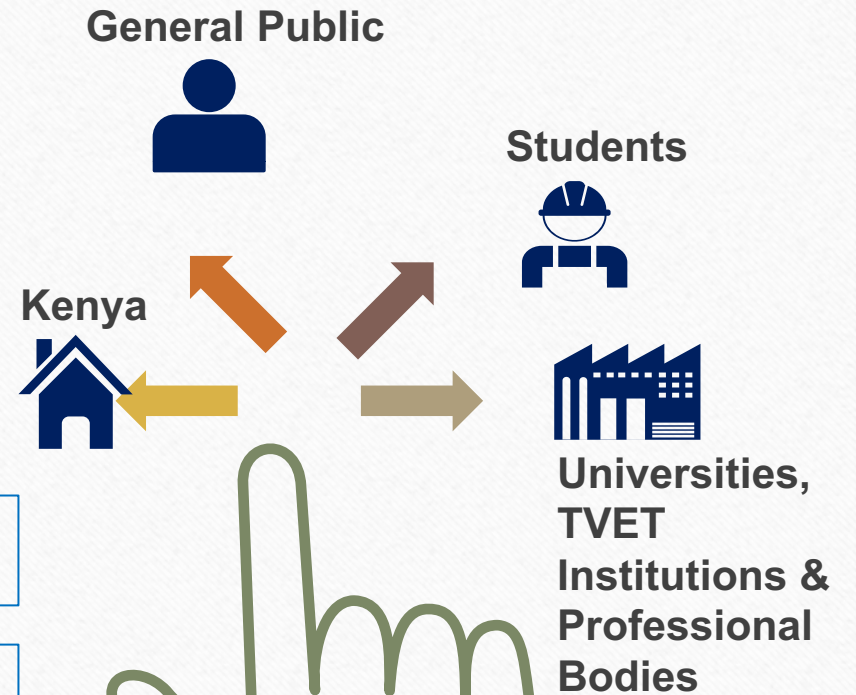 General Public
Students
Kenya
Universities,
TVET
Institutions &
Professional
Bodies